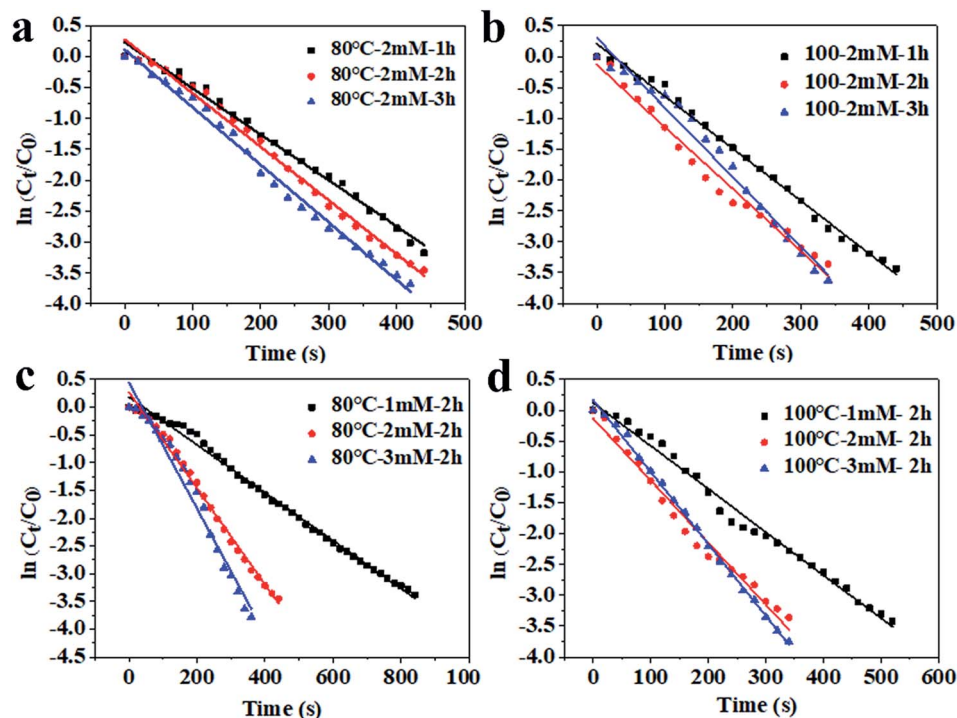 a
0.5
0.0
-0.5
-1.0
-1.5
-2.0
-2.5
-3.0
-3.5
-4.0
ln (Ct/C0)
80°C-2mM-1h
80°C-2mM-2h
80°C-2mM-3h
0 100 200 300 400 500
Time (s)
b
0.5
0.0
-0.5
-1.0
-1.5
-2.0
-2.5
-3.0
-3.5
-4.0
ln (Ct/C0)
100-2mM-1h
100-2mM-2h
100-2mM-3h
0 100 200 300 400 500
Time (s)
c
0.5
0.0
-0.5
-1.0
-1.5
-2.0
-2.5
-3.0
-3.5
-4.0
-4.5
ln (Ct/C0)
80°C-1mM-2h
80°C-2mM-2h
80°C-3mM-2h
0 200 400 600 800 100
Time (s)
d
0.5
0.0
-0.5
-1.0
-1.5
-2.0
-2.5
-3.0
-3.5
-4.0
ln (Ct/C0)
100°C-1mM- 2h
100°C-2mM- 2h
100°C-3mM- 2h
0 100 200 300 400 500 600
Time (s)